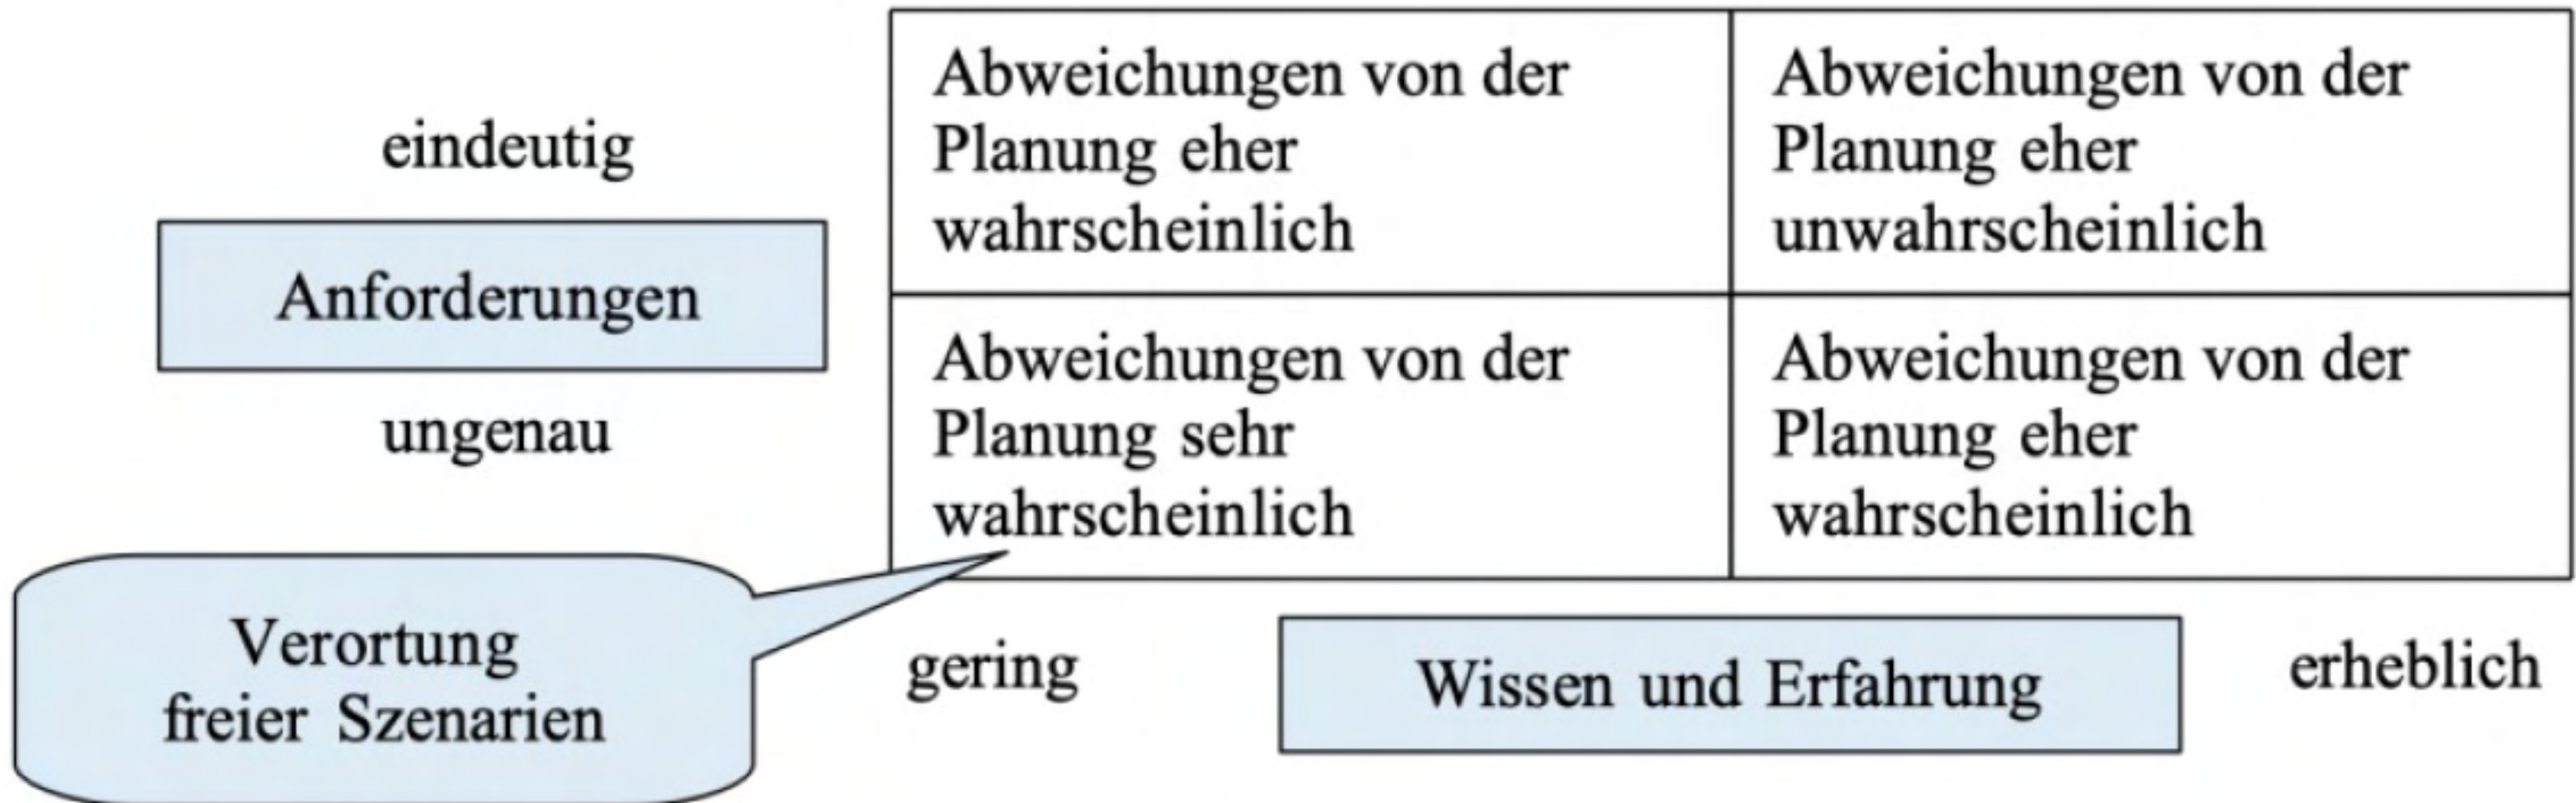 eindeutig
Anforderungen
ungenau
Abweichungen von der
Planung eher
wahrscheinlich
Abweichungen von der
Planung eher
unwahrscheinlich
Abweichungen von der
Planung sehr
wahrscheinlich
Abweichungen von der
Planung eher
wahrscheinlich
Verortung
freier Szenarien
gering
Wissen und Erfahrung
erheblich